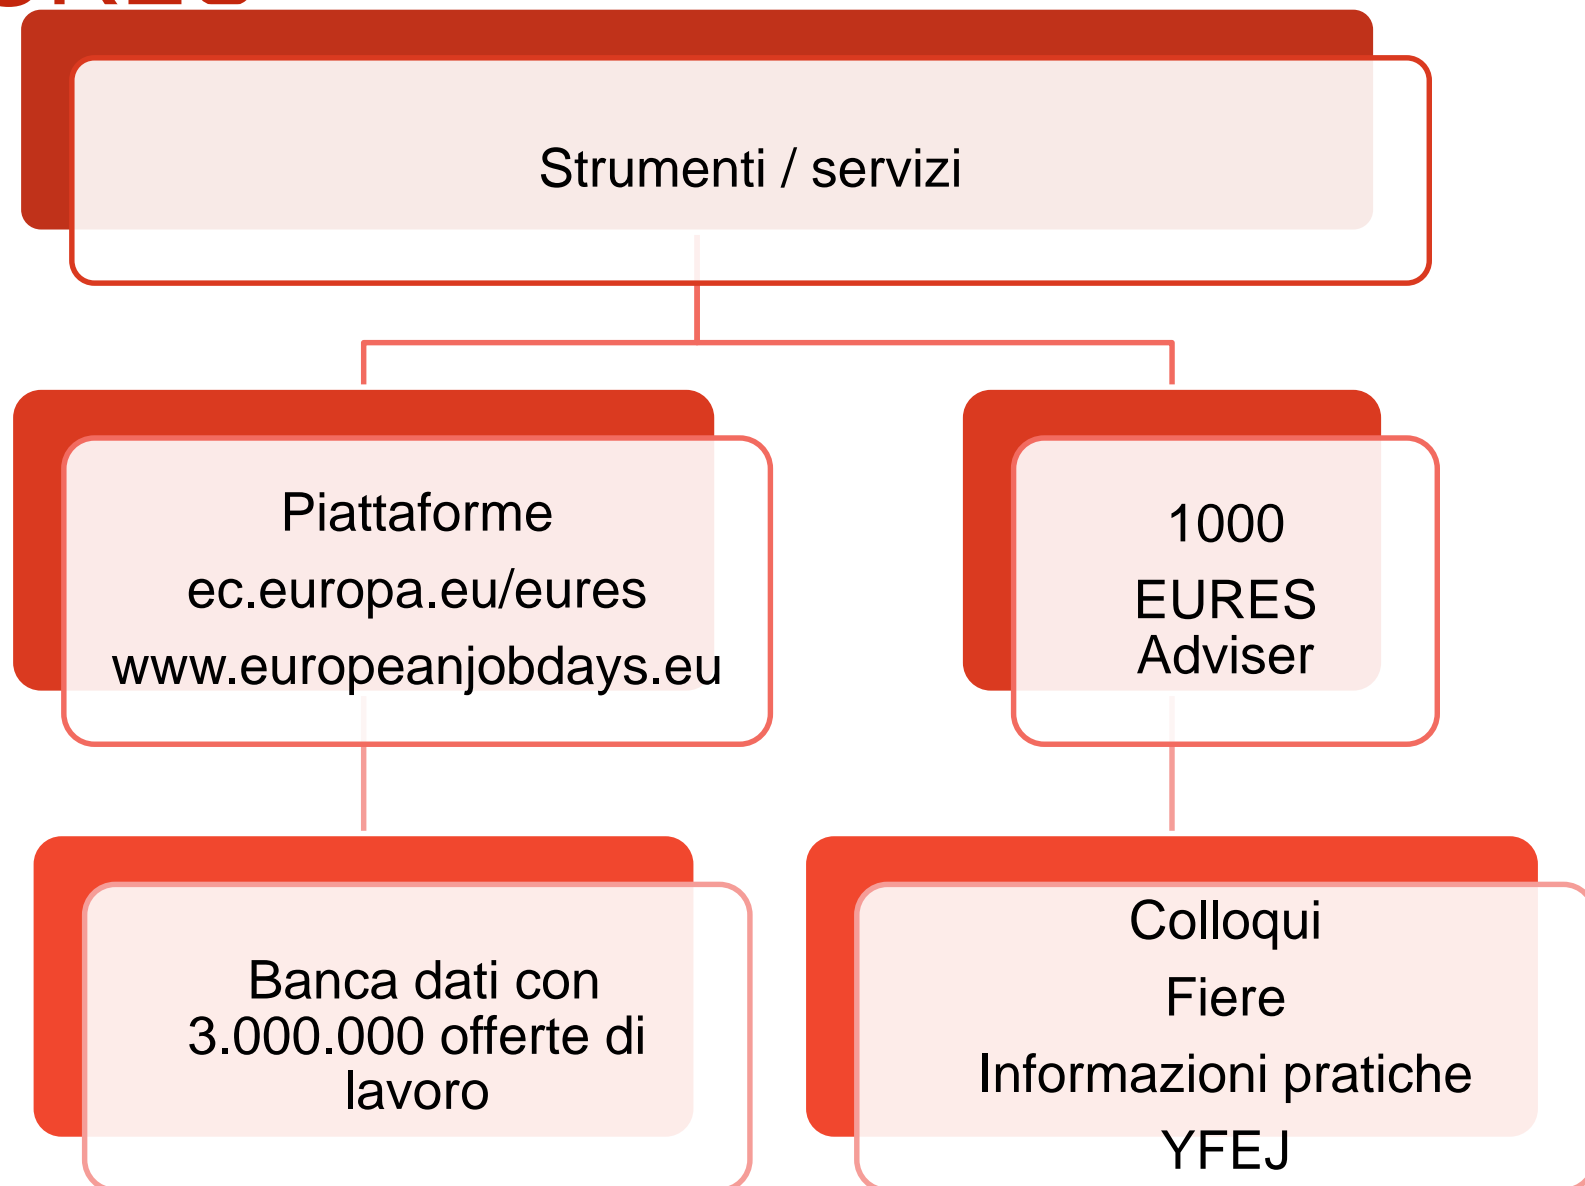 Strumenti / servizi
Piattaforme
ec.europa.eu/eures
www.europeanjobdays.eu
1000
EURES
Adviser
Banca dati con
3.000.000 offerte di
lavoro
Colloqui
Fiere
Informazioni pratiche
YFEJ